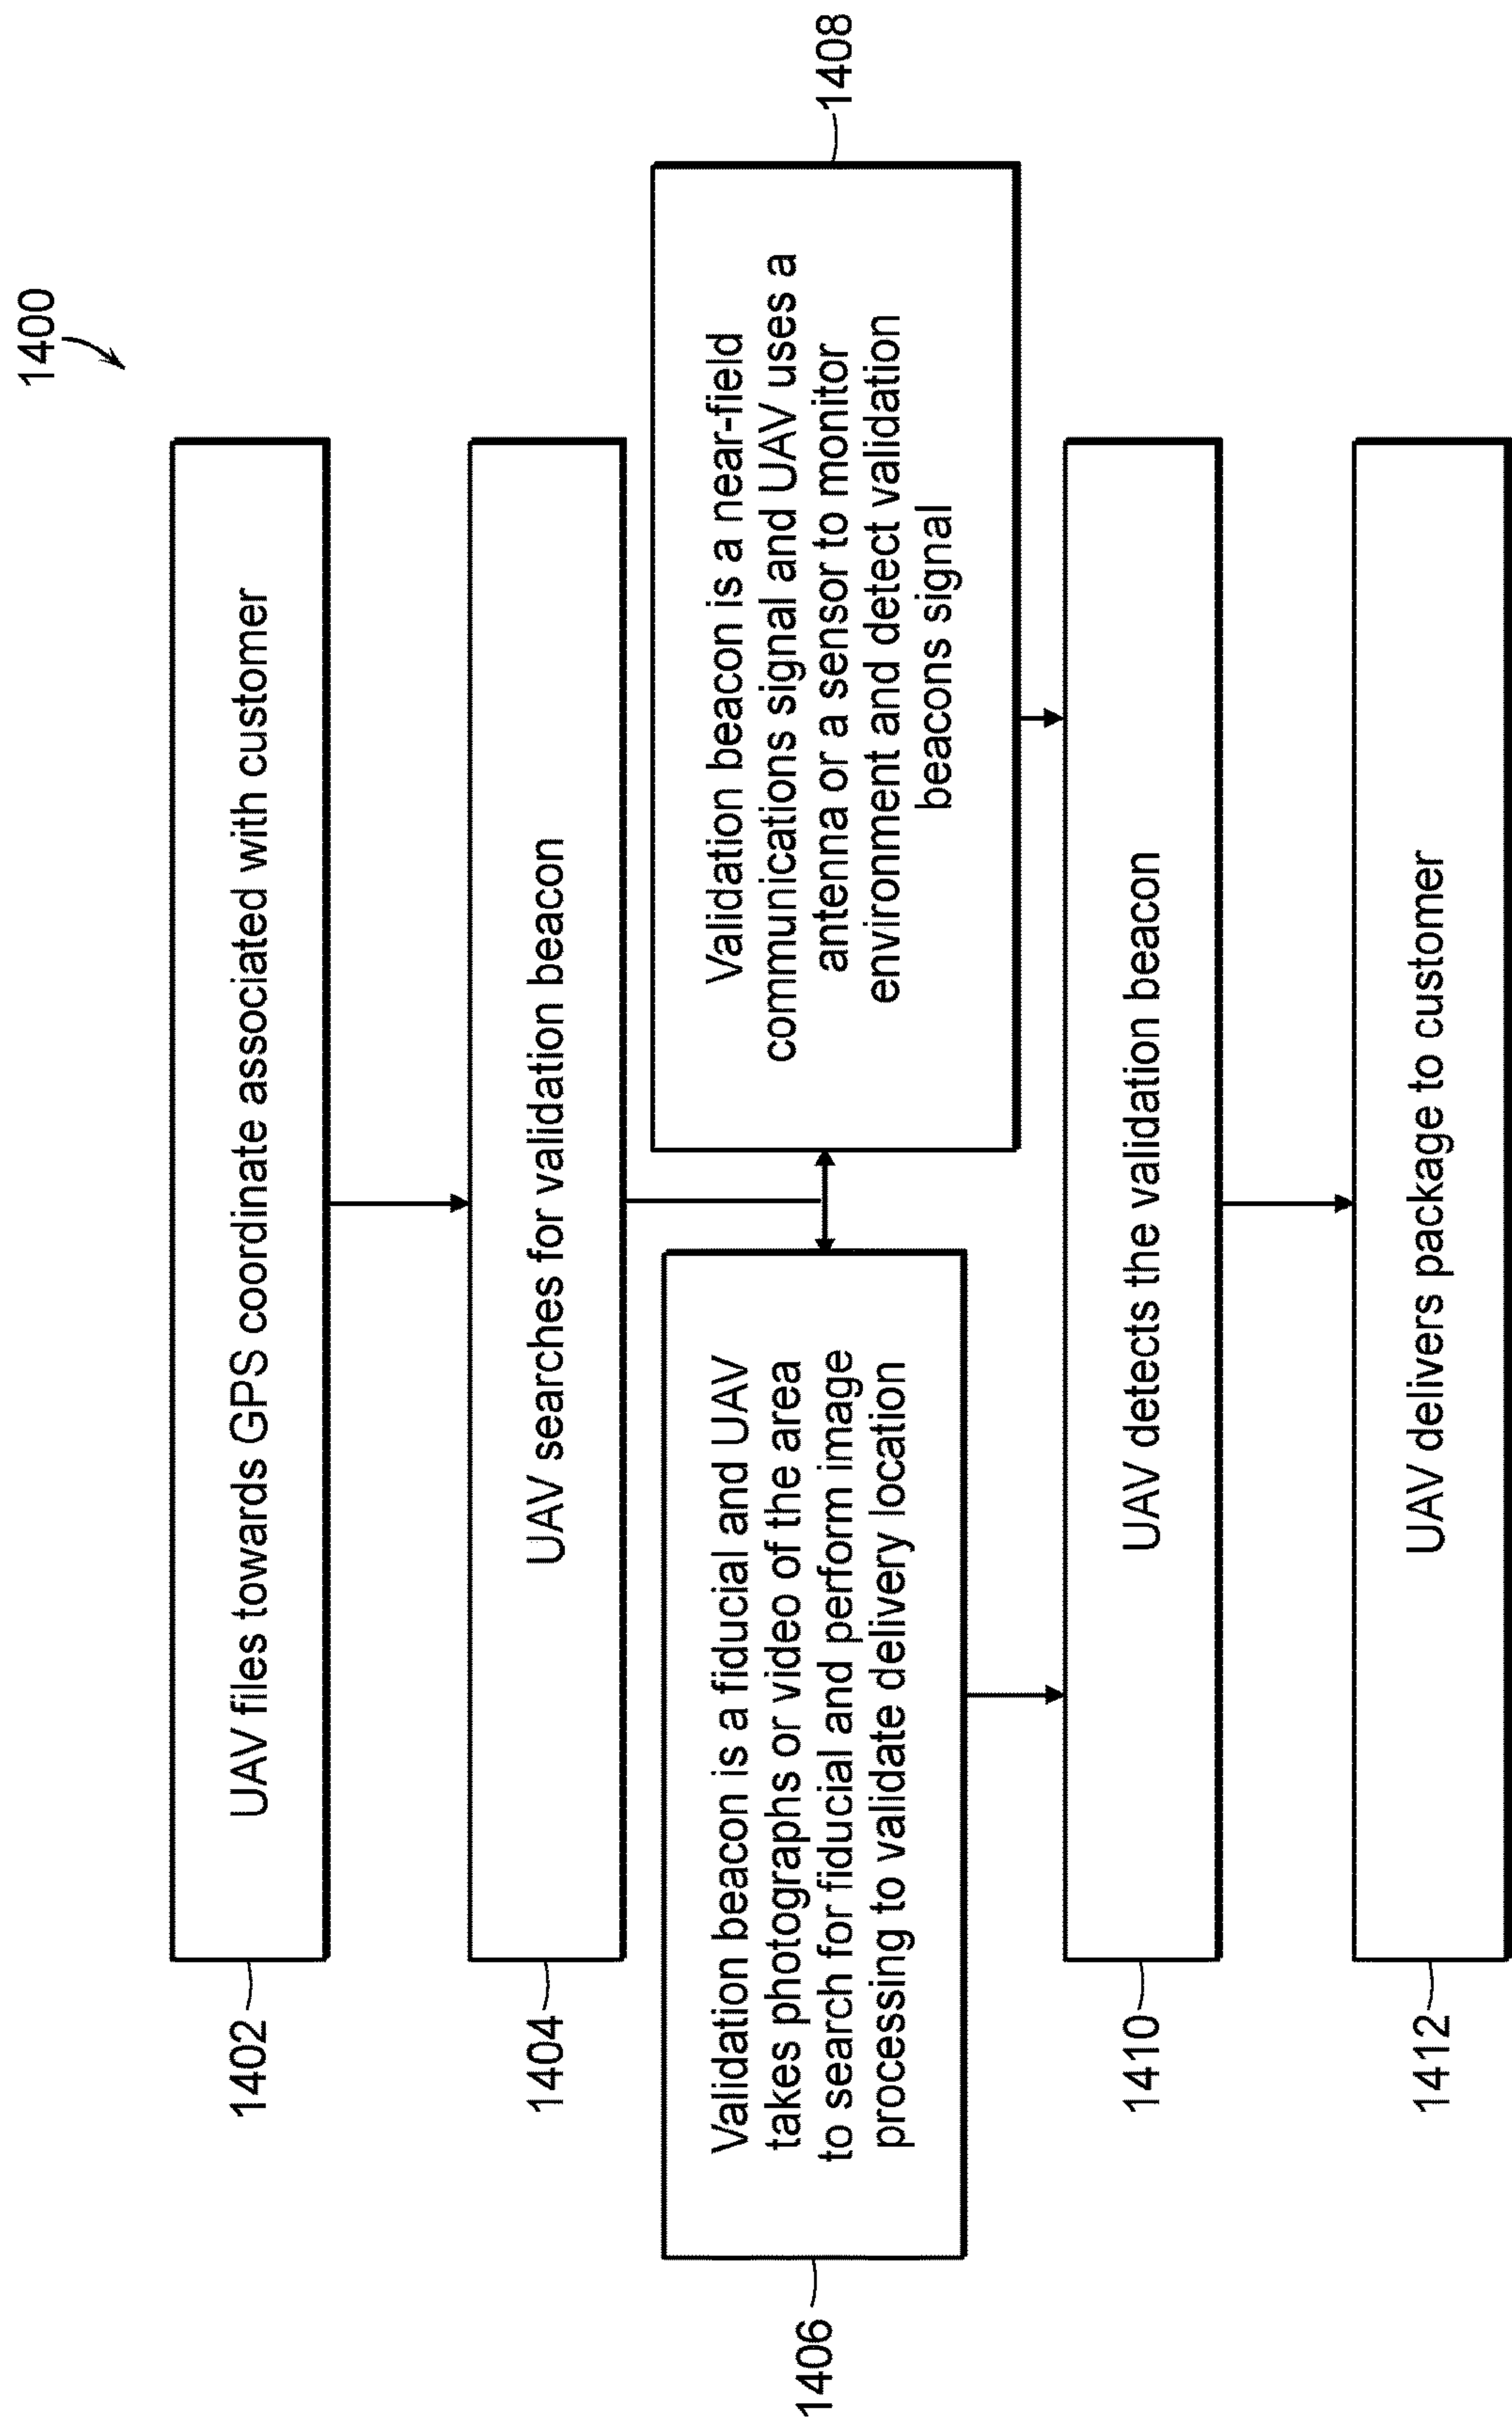 1400
UAV files towards GPS coordinate associated with customer
1402
UAV searches for validation beacon
1404
Validation beacon is a fiducial and UAV
takes photographs or video of the area
to search for fiducial and perform image
processing to validate delivery location
1406
Validation beacon is a near-field
communications signal and UAV uses a
antenna or a sensor to monitor
environment and detect validation
beacons signal
1408
UAV detects the validation beacon
1410
UAV delivers package to customer
1412